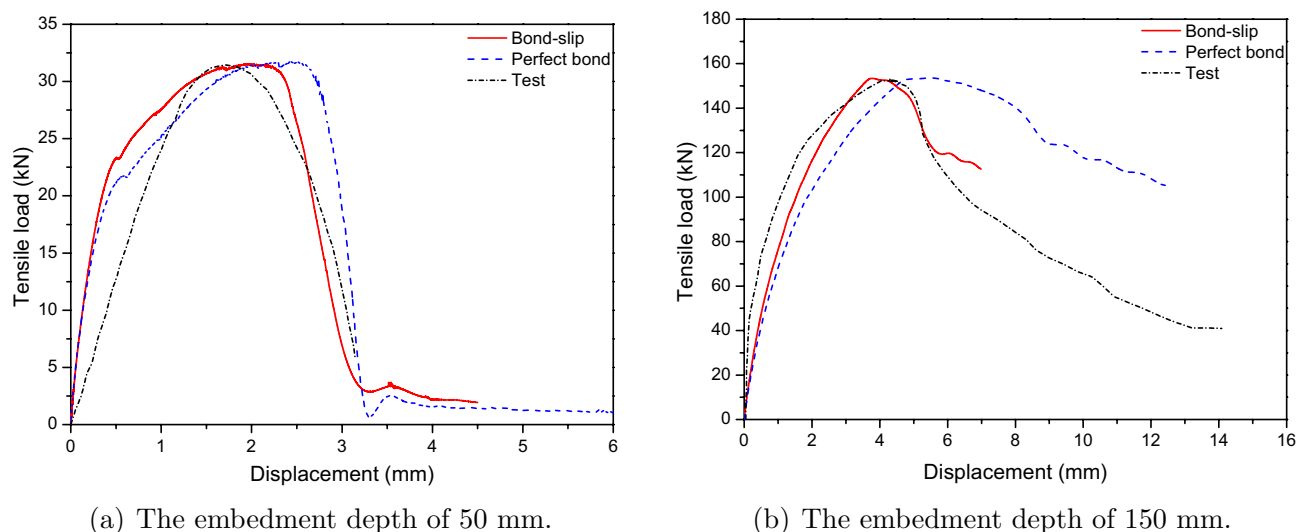 35
30
25
20
15
10
5
0
0 1 2 3 4 5 6
Tensile load (kN)
Displacement (mm)
Bond-slip
Perfect bond
Test
(a) The embedment depth of 50 mm.
180
160
140
120
100
80
60
40
20
0
0 2 4 6 8 10 12 14 16
Tensile load (kN)
Displacement (mm)
Bond-slip
Perfect bond
Test
(b) The embedment depth of 150 mm.